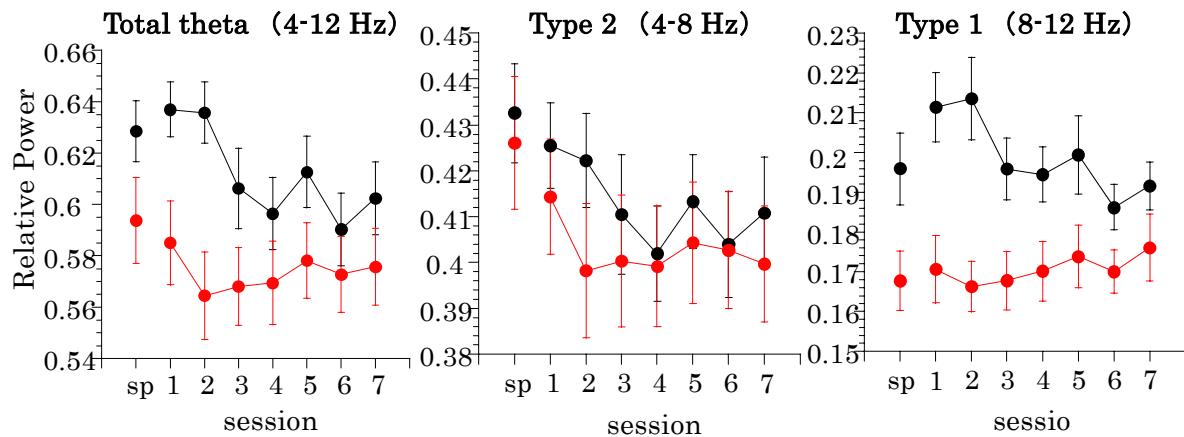 Total theta （4-12 Hz）
Relative Power
0.66
0.64
0.62
0.6
0.58
0.56
0.54
sp 1 2 3 4 5 6 7
session
Type 2 （4-8 Hz）
0.45
0.44
0.43
0.42
0.41
0.4
0.39
0.38
sp 1 2 3 4 5 6 7
session
Type 1 （8-12 Hz）
0.23
0.22
0.21
0.2
0.19
0.18
0.17
0.16
0.15
sp 1 2 3 4 5 6 7
sessio